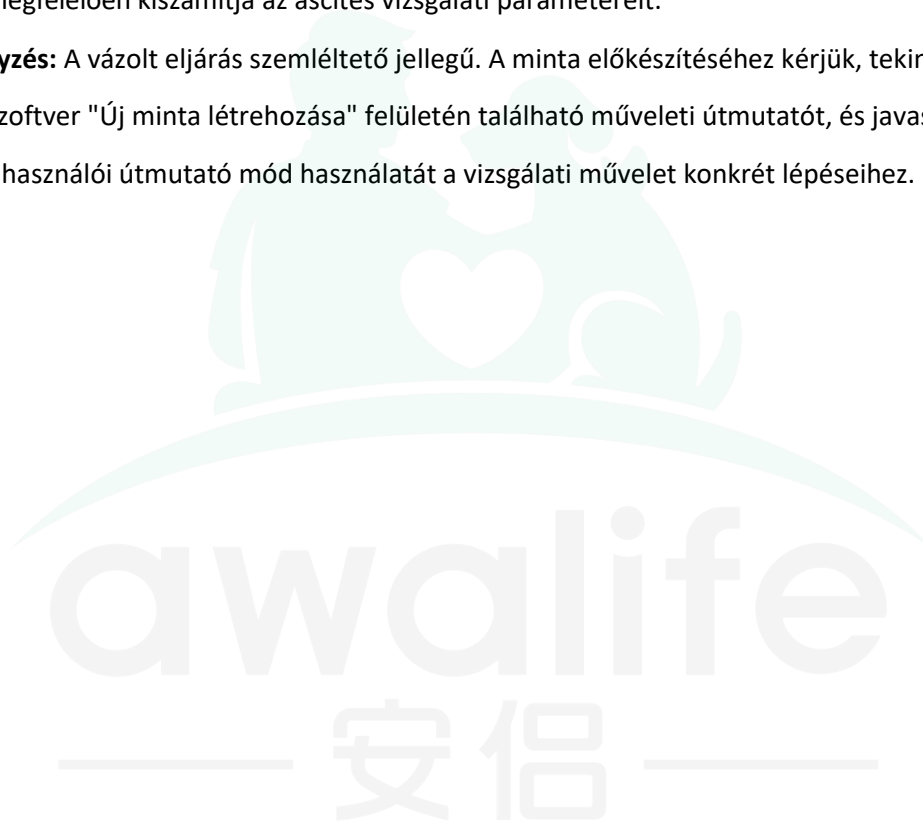 kiszámítja az ascites vizsgálati paramétereit.
yzés: A vázolt eljárás szemléltető jellegű. A minta előkészítéséhez kérjük, tekin
zoftver "Új minta létrehozása" felületén található műveleti útmutatót, és javas
használói útmutató mód használatát a vizsgálati művelet konkrét lépéseihez.
awalife
安侣